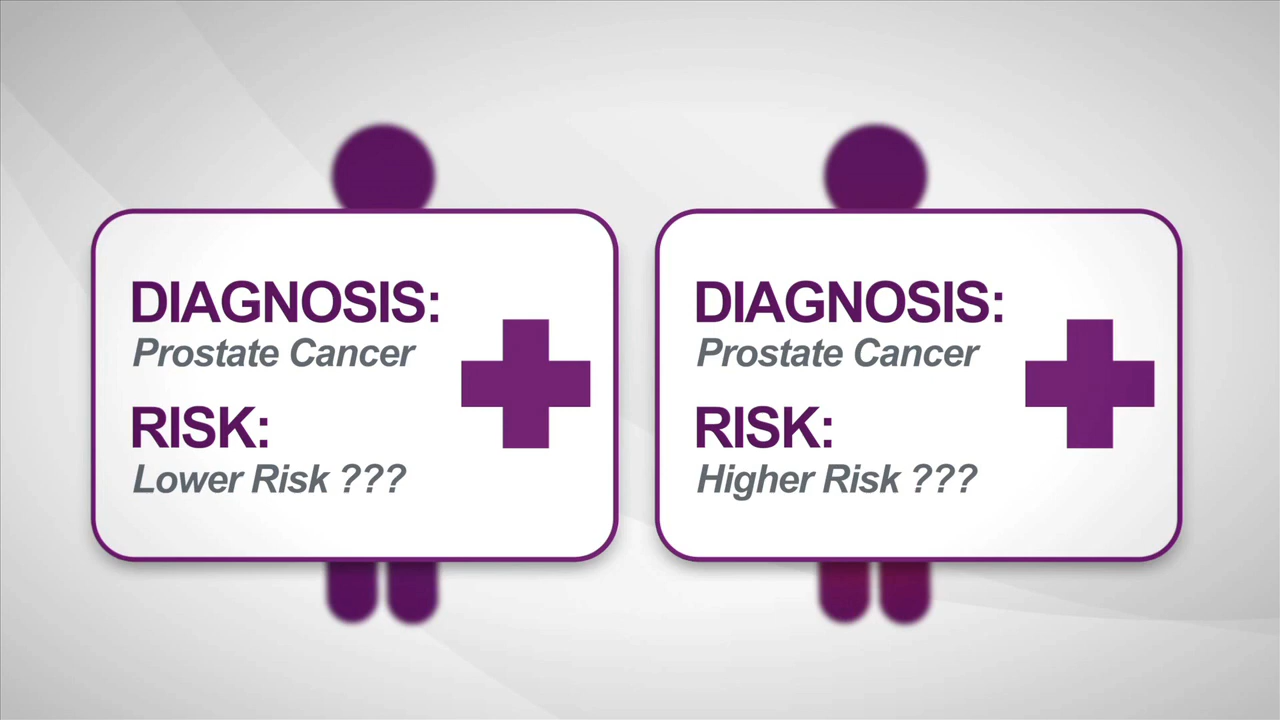 DIAGNOSIS:
Prostate Cancer
RISK:
Lower Risk ???
DIAGNOSIS:
Prostate Cancer
RISK:
Higher Risk ???